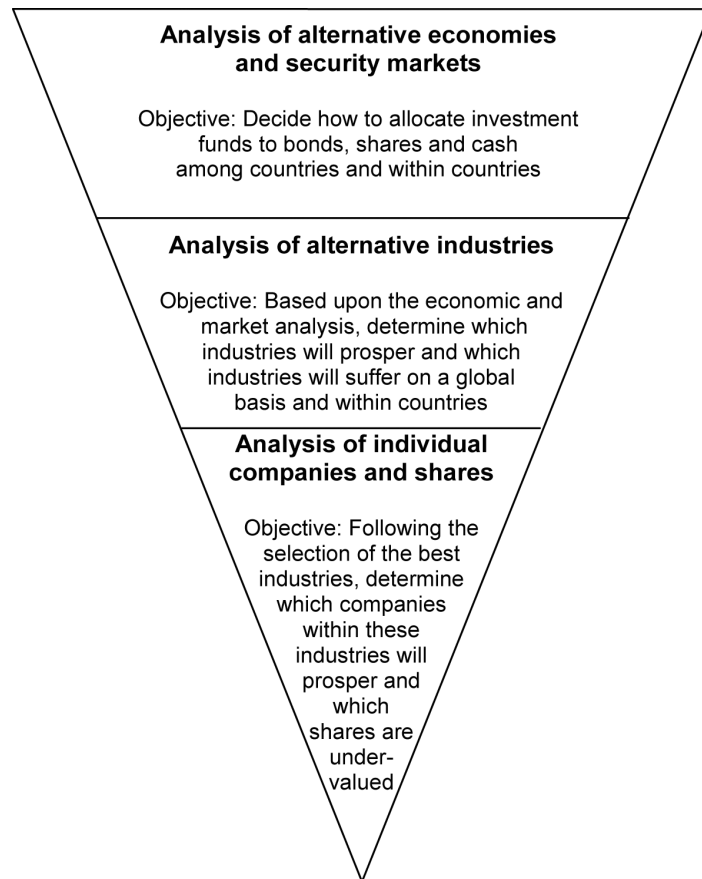 Analysis of alternative economies
and security markets
Objective: Decide how to allocate investment
funds to bonds, shares and cash
among countries and within countries
Analysis of alternative industries
Objective: Based upon the economic and
market analysis, determine which
industries will prosper and which
industries will suffer on a global
basis and within countries
Analysis of individual
companies and shares
Objective: Following the
selection of the best
industries, determine
which companies
within these
industries will
prosper and
which
shares are
under-
valued